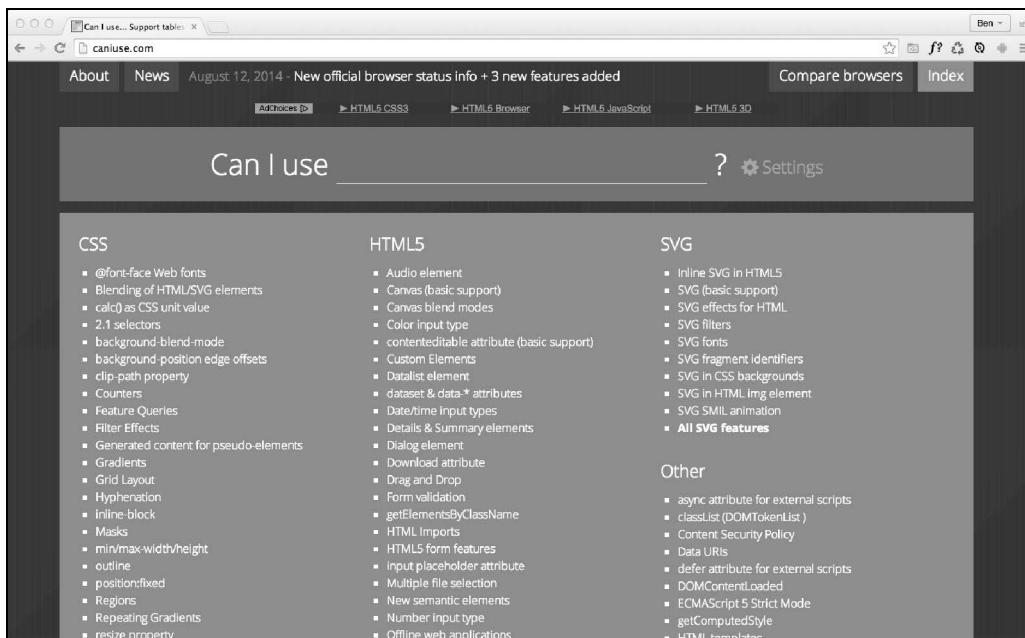 Can I use... Support tables ×
Ben
caniuse.com
f?
About News August 12, 2014 - New official browser status info + 3 new features added Compare browsers Index
AdChoices ▶ HTML5 CSS3 ▶ HTML5 Browser ▶ HTML5 JavaScript ▶ HTML5 3D
Can I use ? Settings
CSS
@font-face Web fonts
Blending of HTML/SVG elements
calc() as CSS unit value
2.1 selectors
background-blend-mode
background-position edge offsets
clip-path property
Counters
Feature Queries
Filter Effects
Generated content for pseudo-elements
Gradients
Grid Layout
Hyphenation
inline-block
Masks
min/max-width/height
outline
position:fixed
Regions
Repeating Gradients
resize property
HTML5
Audio element
Canvas (basic support)
Canvas blend modes
Color input type
contenteditable attribute (basic support)
Custom Elements
Datalist element
dataset & data-* attributes
Date/time input types
Details & Summary elements
Dialog element
Download attribute
Drag and Drop
Form validation
getElementsByClassName
HTML Imports
HTML5 form features
input placeholder attribute
Multiple file selection
New semantic elements
Number input type
Offline web applications
SVG
Inline SVG in HTML5
SVG (basic support)
SVG effects for HTML
SVG filters
SVG fonts
SVG fragment identifiers
SVG in CSS backgrounds
SVG in HTML img element
SVG SMIL animation
All SVG features
Other
async attribute for external scripts
classList (DOMTokenList )
Content Security Policy
Data URIs
defer attribute for external scripts
DOMContentLoaded
ECMAScript 5 Strict Mode
getComputedStyle
HTML templates